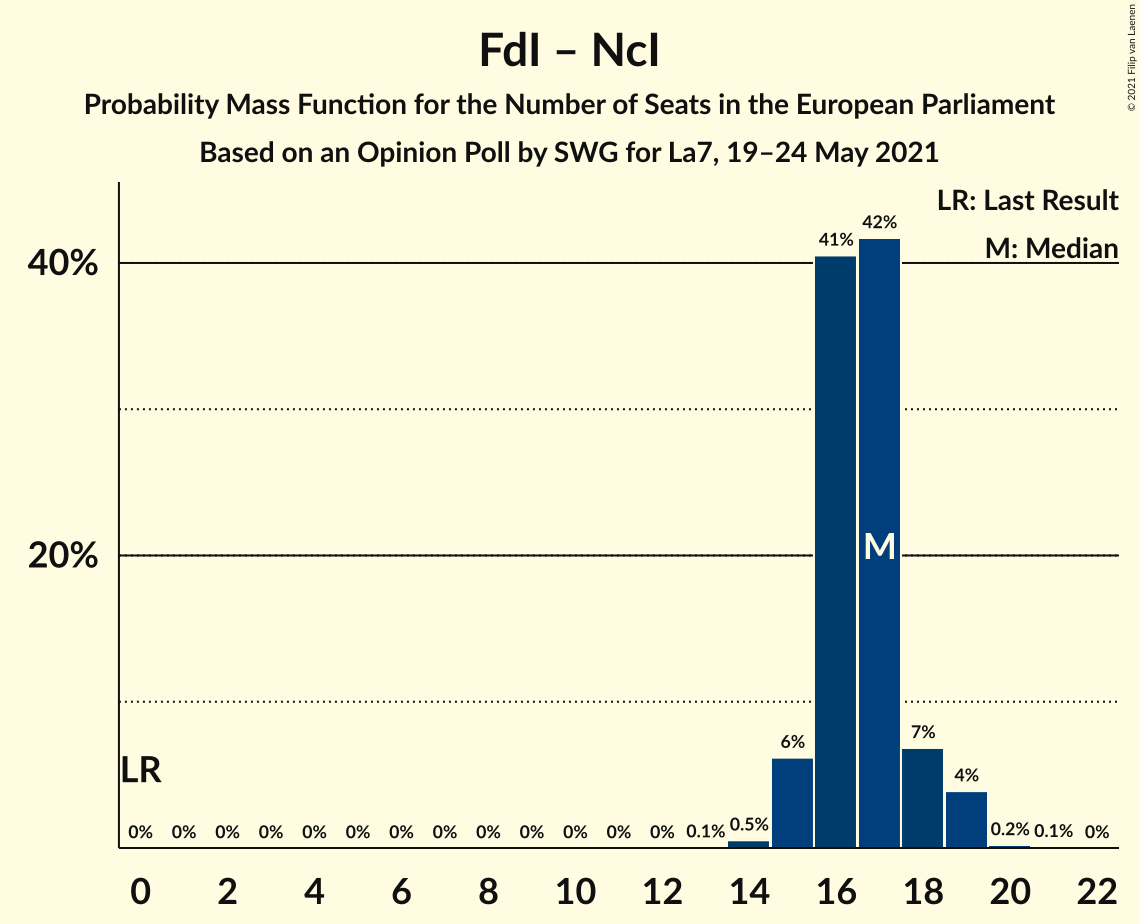 FdI – NcI
Probability Mass Function for the Number of Seats in the European Parliament
Based on an Opinion Poll by SWG for La7, 19–24 May 2021
© 2021 Filip van Laenen
LR: Last Result
M: Median
40%
20%
LR
M
0% 0% 0% 0% 0% 0% 0% 0% 0% 0% 0% 0% 0% 0.1% 0.5% 6% 41% 42% 7% 4% 0.2% 0.1% 0%
0 2 4 6 8 10 12 14 16 18 20 22